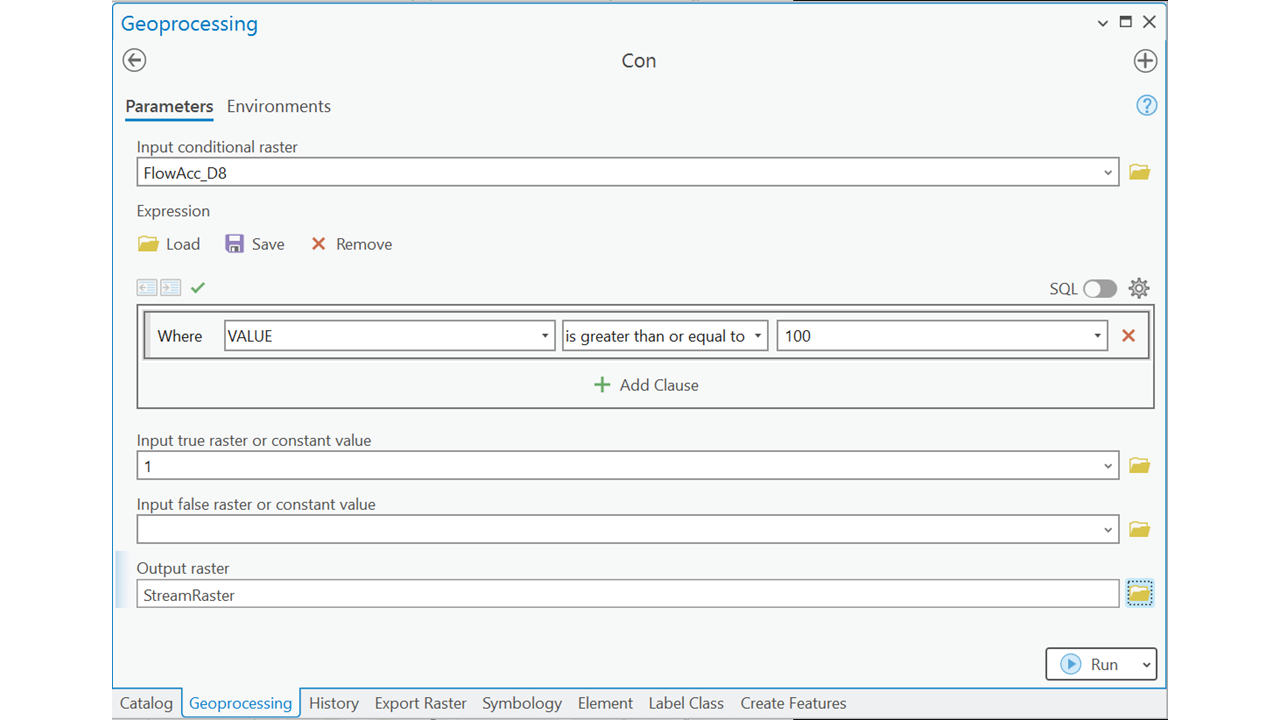 Geoprocessing
Con
Parameters Environments
Input conditional raster
FlowAcc_D8
Expression
Load Save Remove
SQL
Where VALUE is greater than or equal to 100
Add Clause
Input true raster or constant value
1
Input false raster or constant value
Output raster
StreamRaster
Run
Catalog Geoprocessing History Export Raster Symbology Element Label Class Create Features